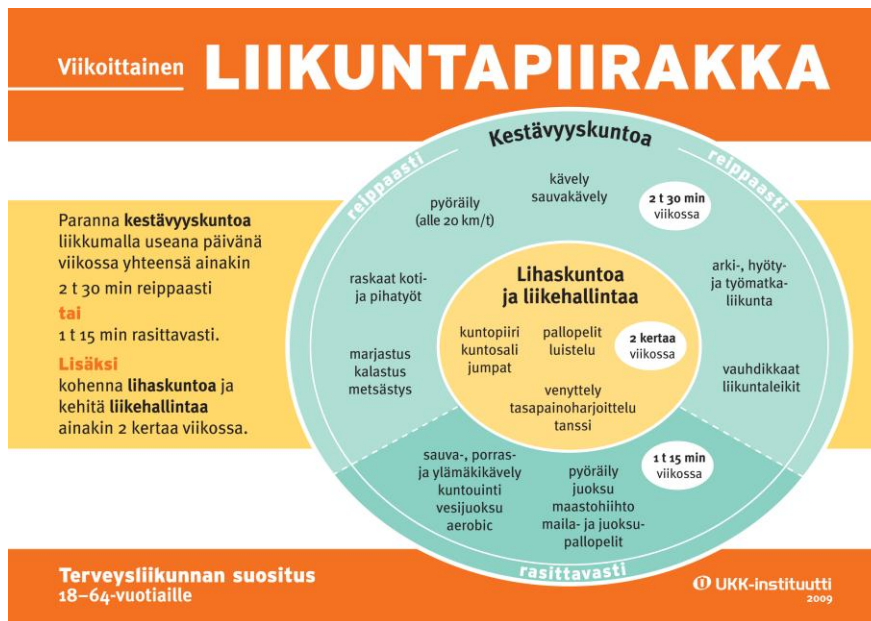 Viikoittainen LIIKUNTAPIIRAKKA
Paranna kestävyyskuntoa
liikkumalla useana päivänä
viikossa yhteensä ainakin
2 t 30 min reippaasti
tai
1 t 15 min rasittavasti.
Lisäksi
kohenna lihaskuntoa ja
kehitä liikehallintaa
ainakin 2 kertaa viikossa.
Kestävyyskuntoa
reippaasti
reippaasti
kävely
sauvakävely
2 t 30 min
viikossa
pyöräily
(alle 20 km/t)
raskaat koti-
ja pihatyöt
marjastus
kalastus
metsästys
arki-, hyöty-
ja työmatka-
liikunta
vauhdikkaat
liikuntaleikit
Lihaskuntoa
ja liikehallintaa
kuntopiiri
kuntosali
jumpat
pallopelit
luistelu
2 kertaa
viikossa
venyttely
tasapainoharjoittelu
tanssi
sauva-, porras-
ja ylämäkikävely
kuntouinti
vesijuoksu
aerobic
pyöräily
juoksu
maastohiihto
maila- ja juoksu-
pallopelit
1 t 15 min
viikossa
rasittavasti
Terveysliikunnan suositus
18–64-vuotiaille
UKK-instituutti
2009